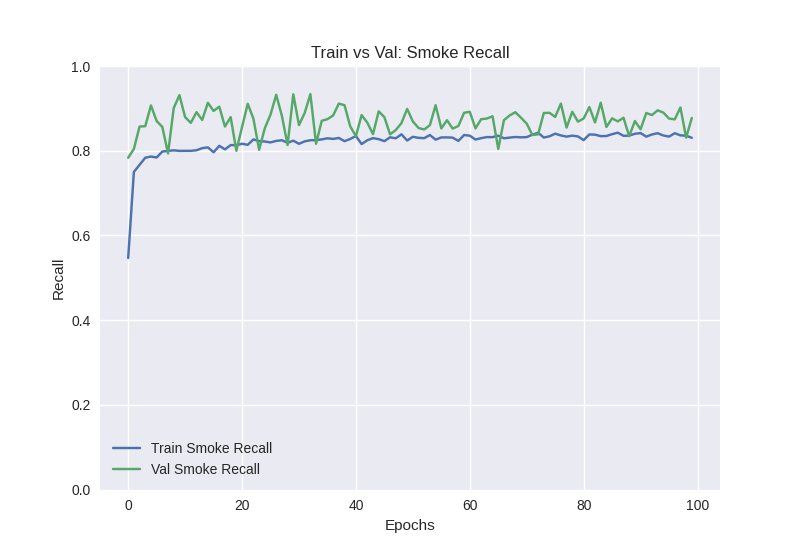 Train vs Val: Smoke Recall
1.0
0.8
0.6
0.4
0.2
0.0
Recall
Train Smoke Recall
Val Smoke Recall
0 20 40 60 80 100
Epochs